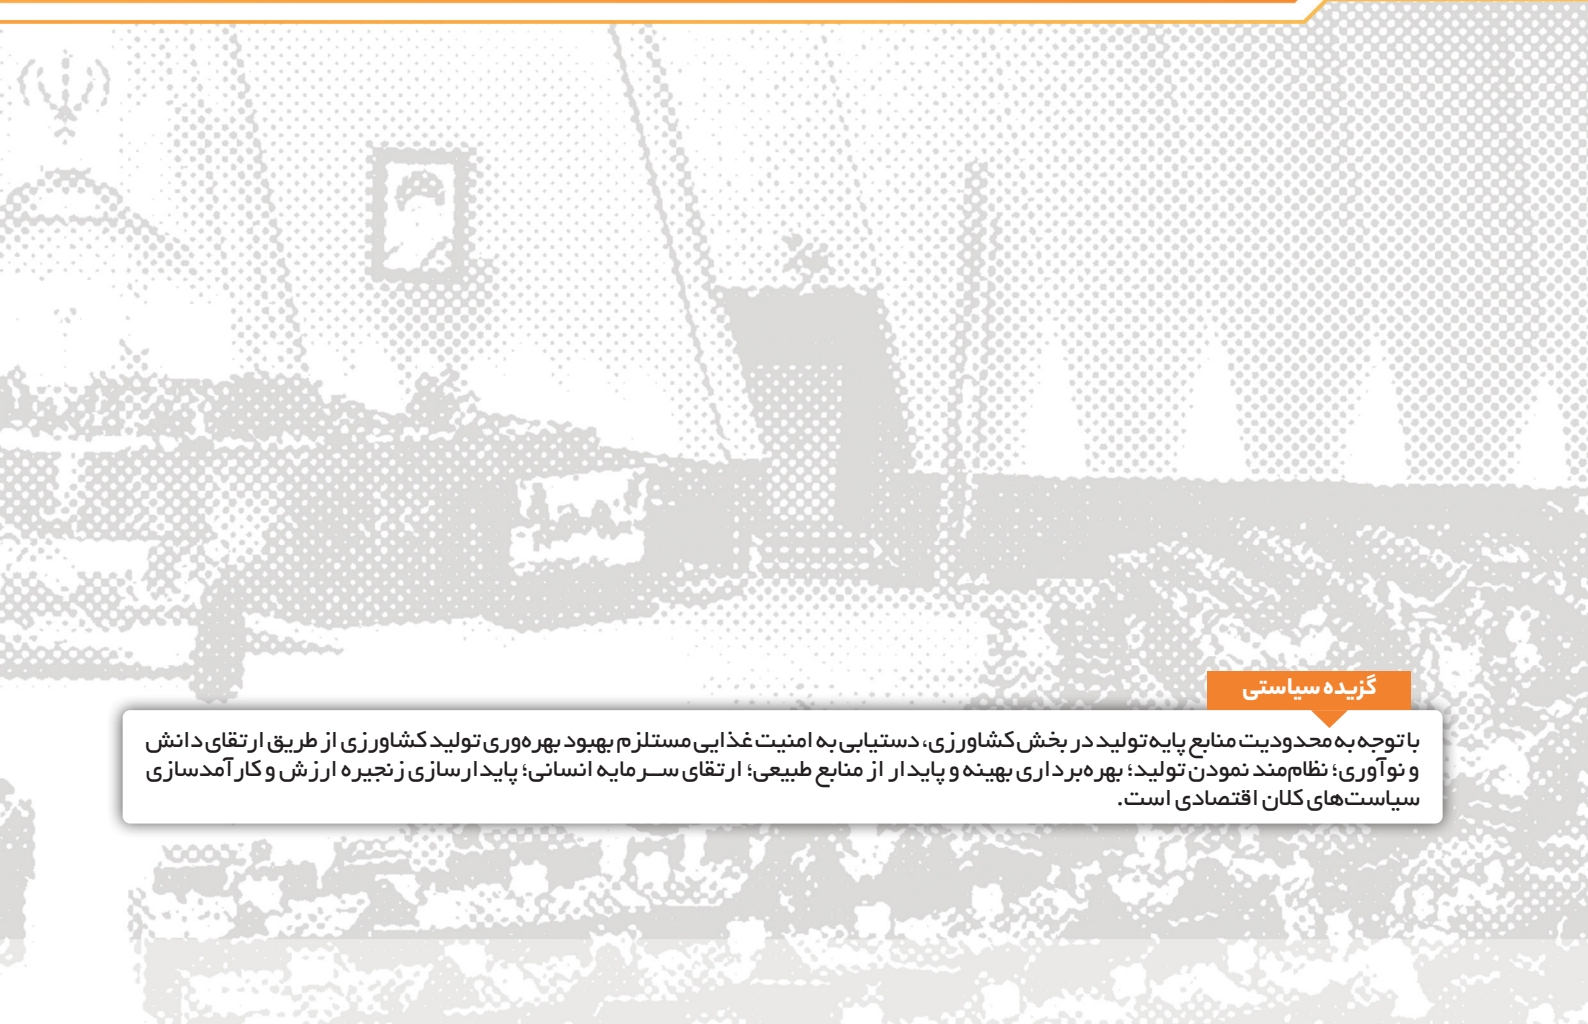 گزیده سیاستی
با توجه به محدودیت منابع پایه تولید در بخش کشاورزی، دستیابی به امنیت غذایی مستلزم بهبود بهره‌وری تولید کشاورزی از طریق ارتقای دانش
و نوآوری؛ نظام‌مند نمودن تولید؛ بهره‌برداری بهینه و پایدار از منابع طبیعی؛ ارتقای سرمایه انسانی؛ پایدارسازی زنجیره ارزش و کارآمدسازی
سیاست‌های کلان اقتصادی است.